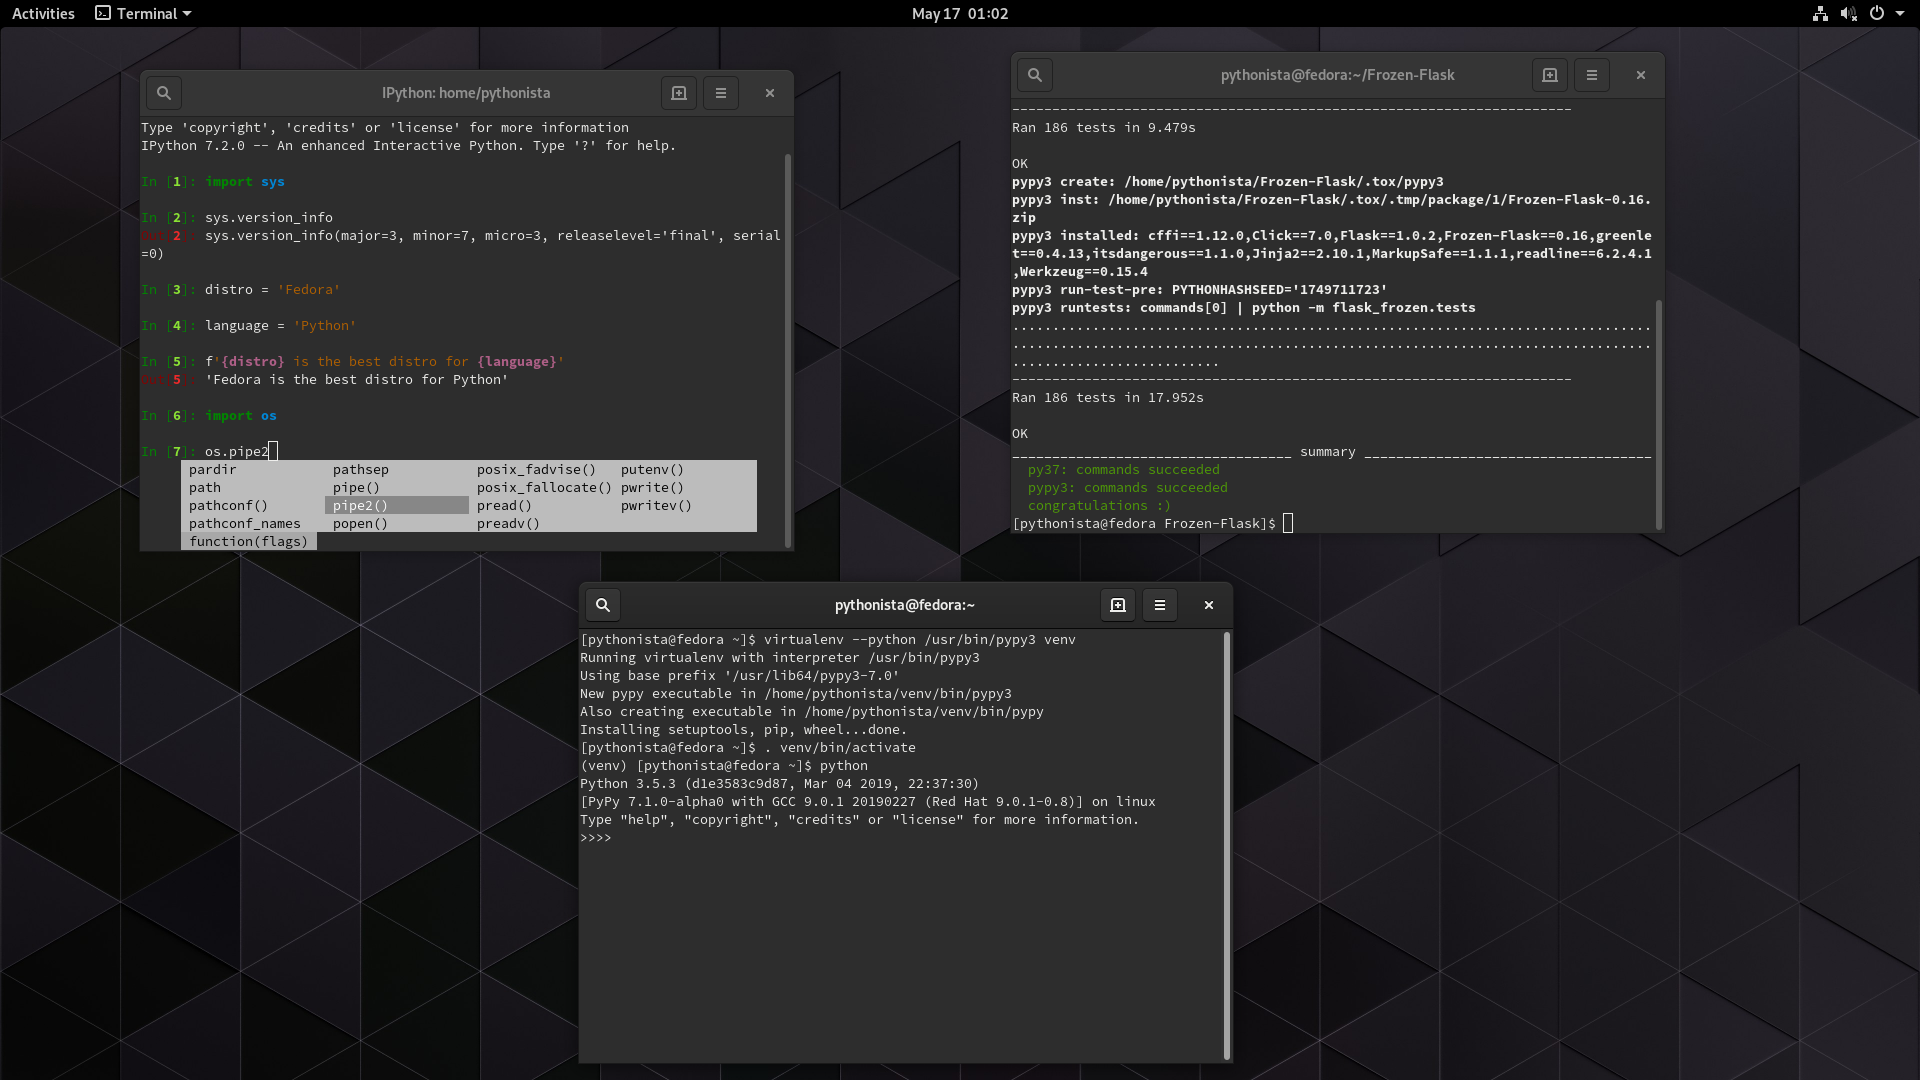 Activities Terminal May 17 01:02
IPython: home/pythonista
Type 'copyright', 'credits' or 'license' for more information
IPython 7.2.0 -- An enhanced Interactive Python. Type '?' for help.
In [1]: import sys
In [2]: sys.version_info
Out[2]: sys.version_info(major=3, minor=7, micro=3, releaselevel='final', serial
=0)
In [3]: distro = 'Fedora'
In [4]: language = 'Python'
In [5]: f'{distro} is the best distro for {language}'
Out[5]: 'Fedora is the best distro for Python'
In [6]: import os
In [7]: os.pipe2
pardir pathsep posix_fadvise() putenv()
path pipe() posix_fallocate() pwrite()
pathconf() pipe2() pread() pwritev()
pathconf_names popen() preadv()
function(flags)
pythonista@fedora:~/Frozen-Flask
----------------------------------------------------------------------
Ran 186 tests in 9.479s
OK
pypy3 create: /home/pythonista/Frozen-Flask/.tox/pypy3
pypy3 inst: /home/pythonista/Frozen-Flask/.tox/.tmp/package/1/Frozen-Flask-0.16.
zip
pypy3 installed: cffi==1.12.0,Click==7.0,Flask==1.0.2,Frozen-Flask==0.16,greenle
t==0.4.13,itsdangerous==1.1.0,Jinja2==2.10.1,MarkupSafe==1.1.1,readline==6.2.4.1
,Werkzeug==0.15.4
pypy3 run-test-pre: PYTHONHASHSEED='1749711723'
pypy3 runtests: commands[0] | python -m flask_frozen.tests
................................................................................
................................................................................
..........................
----------------------------------------------------------------------
Ran 186 tests in 17.952s
OK
___________________________________ summary ____________________________________
py37: commands succeeded
pypy3: commands succeeded
congratulations :)
[pythonista@fedora Frozen-Flask]$
pythonista@fedora:~
[pythonista@fedora ~]$ virtualenv --python /usr/bin/pypy3 venv
Running virtualenv with interpreter /usr/bin/pypy3
Using base prefix '/usr/lib64/pypy3-7.0'
New pypy executable in /home/pythonista/venv/bin/pypy3
Also creating executable in /home/pythonista/venv/bin/pypy
Installing setuptools, pip, wheel...done.
[pythonista@fedora ~]$ . venv/bin/activate
(venv) [pythonista@fedora ~]$ python
Python 3.5.3 (d1e3583c9d87, Mar 04 2019, 22:37:30)
[PyPy 7.1.0-alpha0 with GCC 9.0.1 20190227 (Red Hat 9.0.1-0.8)] on linux
Type "help", "copyright", "credits" or "license" for more information.
>>>>